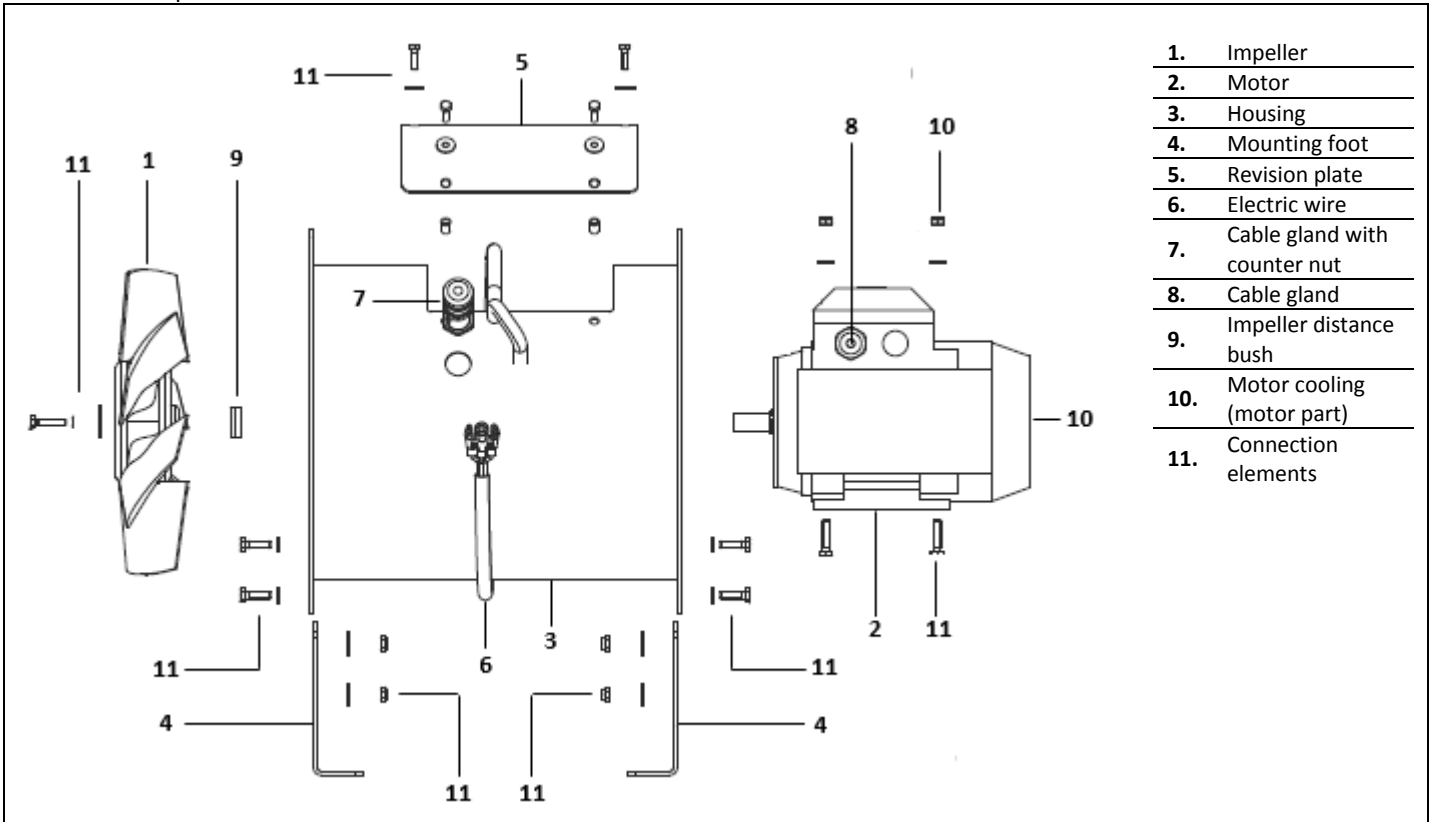 11
5
8
10
11
1
9
7
10
11
6
3
11
2
11
11
4
4
11
11
1. Impeller
2. Motor
3. Housing
4. Mounting foot
5. Revision plate
6. Electric wire
7. Cable gland with
counter nut
8. Cable gland
9. Impeller distance
bush
10. Motor cooling
(motor part)
11. Connection
elements